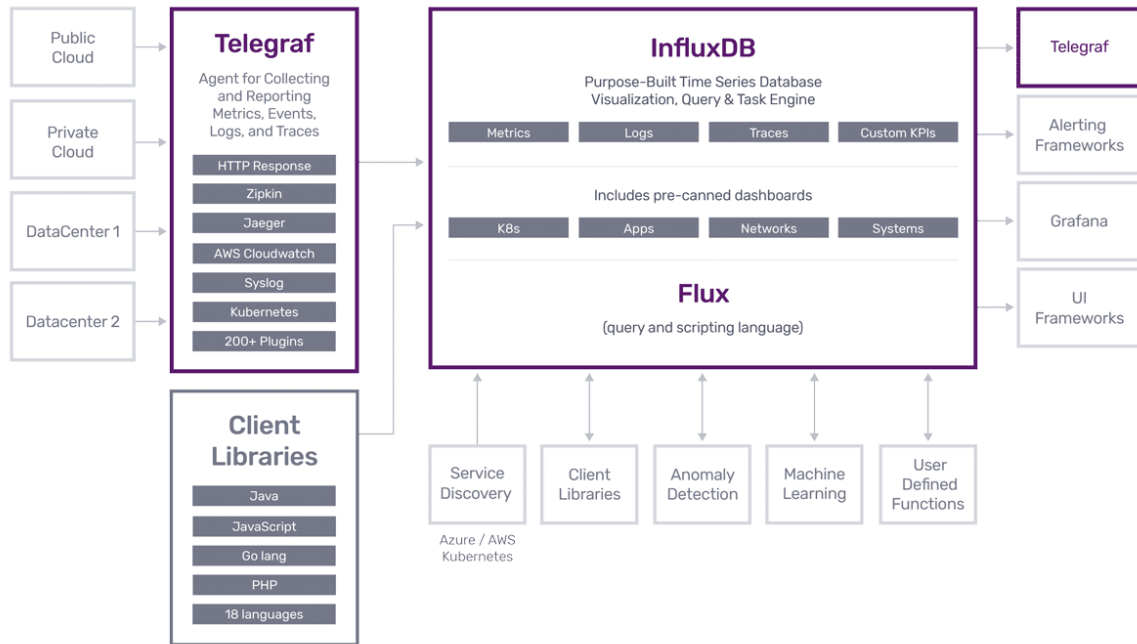 Public
Cloud
Private
Cloud
DataCenter 1
Datacenter 2
Telegraf
Agent for Collecting
and Reporting
Metrics, Events,
Logs, and Traces
HTTP Response
Zipkin
Jaeger
AWS Cloudwatch
Syslog
Kubernetes
200+ Plugins
Client
Libraries
Java
JavaScript
Go lang
PHP
18 languages
InfluxDB
Purpose-Built Time Series Database
Visualization, Query & Task Engine
Metrics
Logs
Traces
Custom KPIs
Includes pre-canned dashboards
K8s
Apps
Networks
Systems
Flux
(query and scripting language)
Service
Discovery
Azure / AWS
Kubernetes
Client
Libraries
Anomaly
Detection
Machine
Learning
User
Defined
Functions
Telegraf
Alerting
Frameworks
Grafana
UI
Frameworks